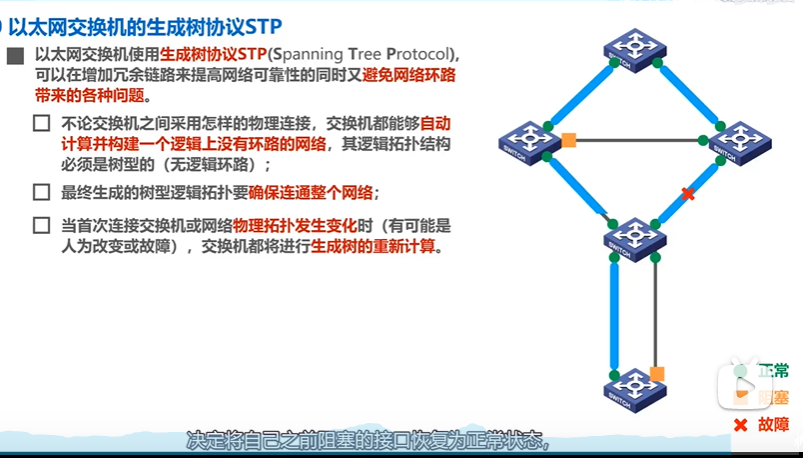 以太网交换机的生成树协议STP
以太网交换机使用生成树协议STP(Spanning Tree Protocol),
可以在增加冗余链路来提高网络可靠性的同时又避免网络环路
带来的各种问题。
不论交换机之间采用怎样的物理连接，交换机都能够自动
计算并构建一个逻辑上没有环路的网络，其逻辑拓扑结构
必须是树型的（无逻辑环路）；
最终生成的树型逻辑拓扑要确保连通整个网络；
当首次连接交换机或网络物理拓扑发生变化时（有可能是
人为改变或故障），交换机都将进行生成树的重新计算。
SWITCH
SWITCH
SWITCH
SWITCH
SWITCH
正常
阻塞
故障
决定将自己之前阻塞的接口恢复为正常状态，